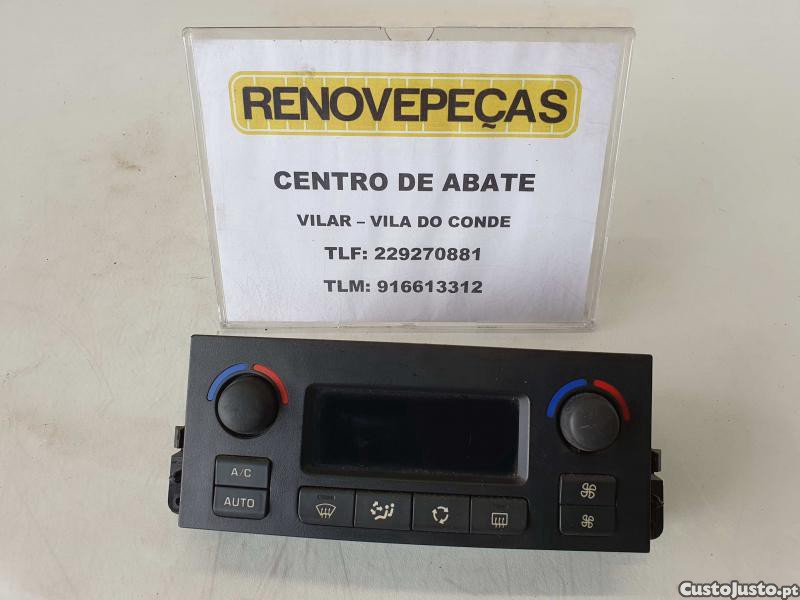 RENOVEPEÇAS
CENTRO DE ABATE
VILAR – VILA DO CONDE
TLF: 229270881
TLM: 916613312
A/C
AUTO
CustoJusto.pt